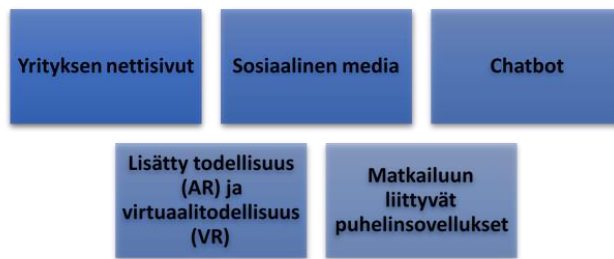 Yrityksen nettisivut
Sosiaalinen media
Chatbot
Lisätty todellisuus
(AR) ja
virtuaalitodellisuus
(VR)
Matkailuun
liittyvät
puhelinsovellukset